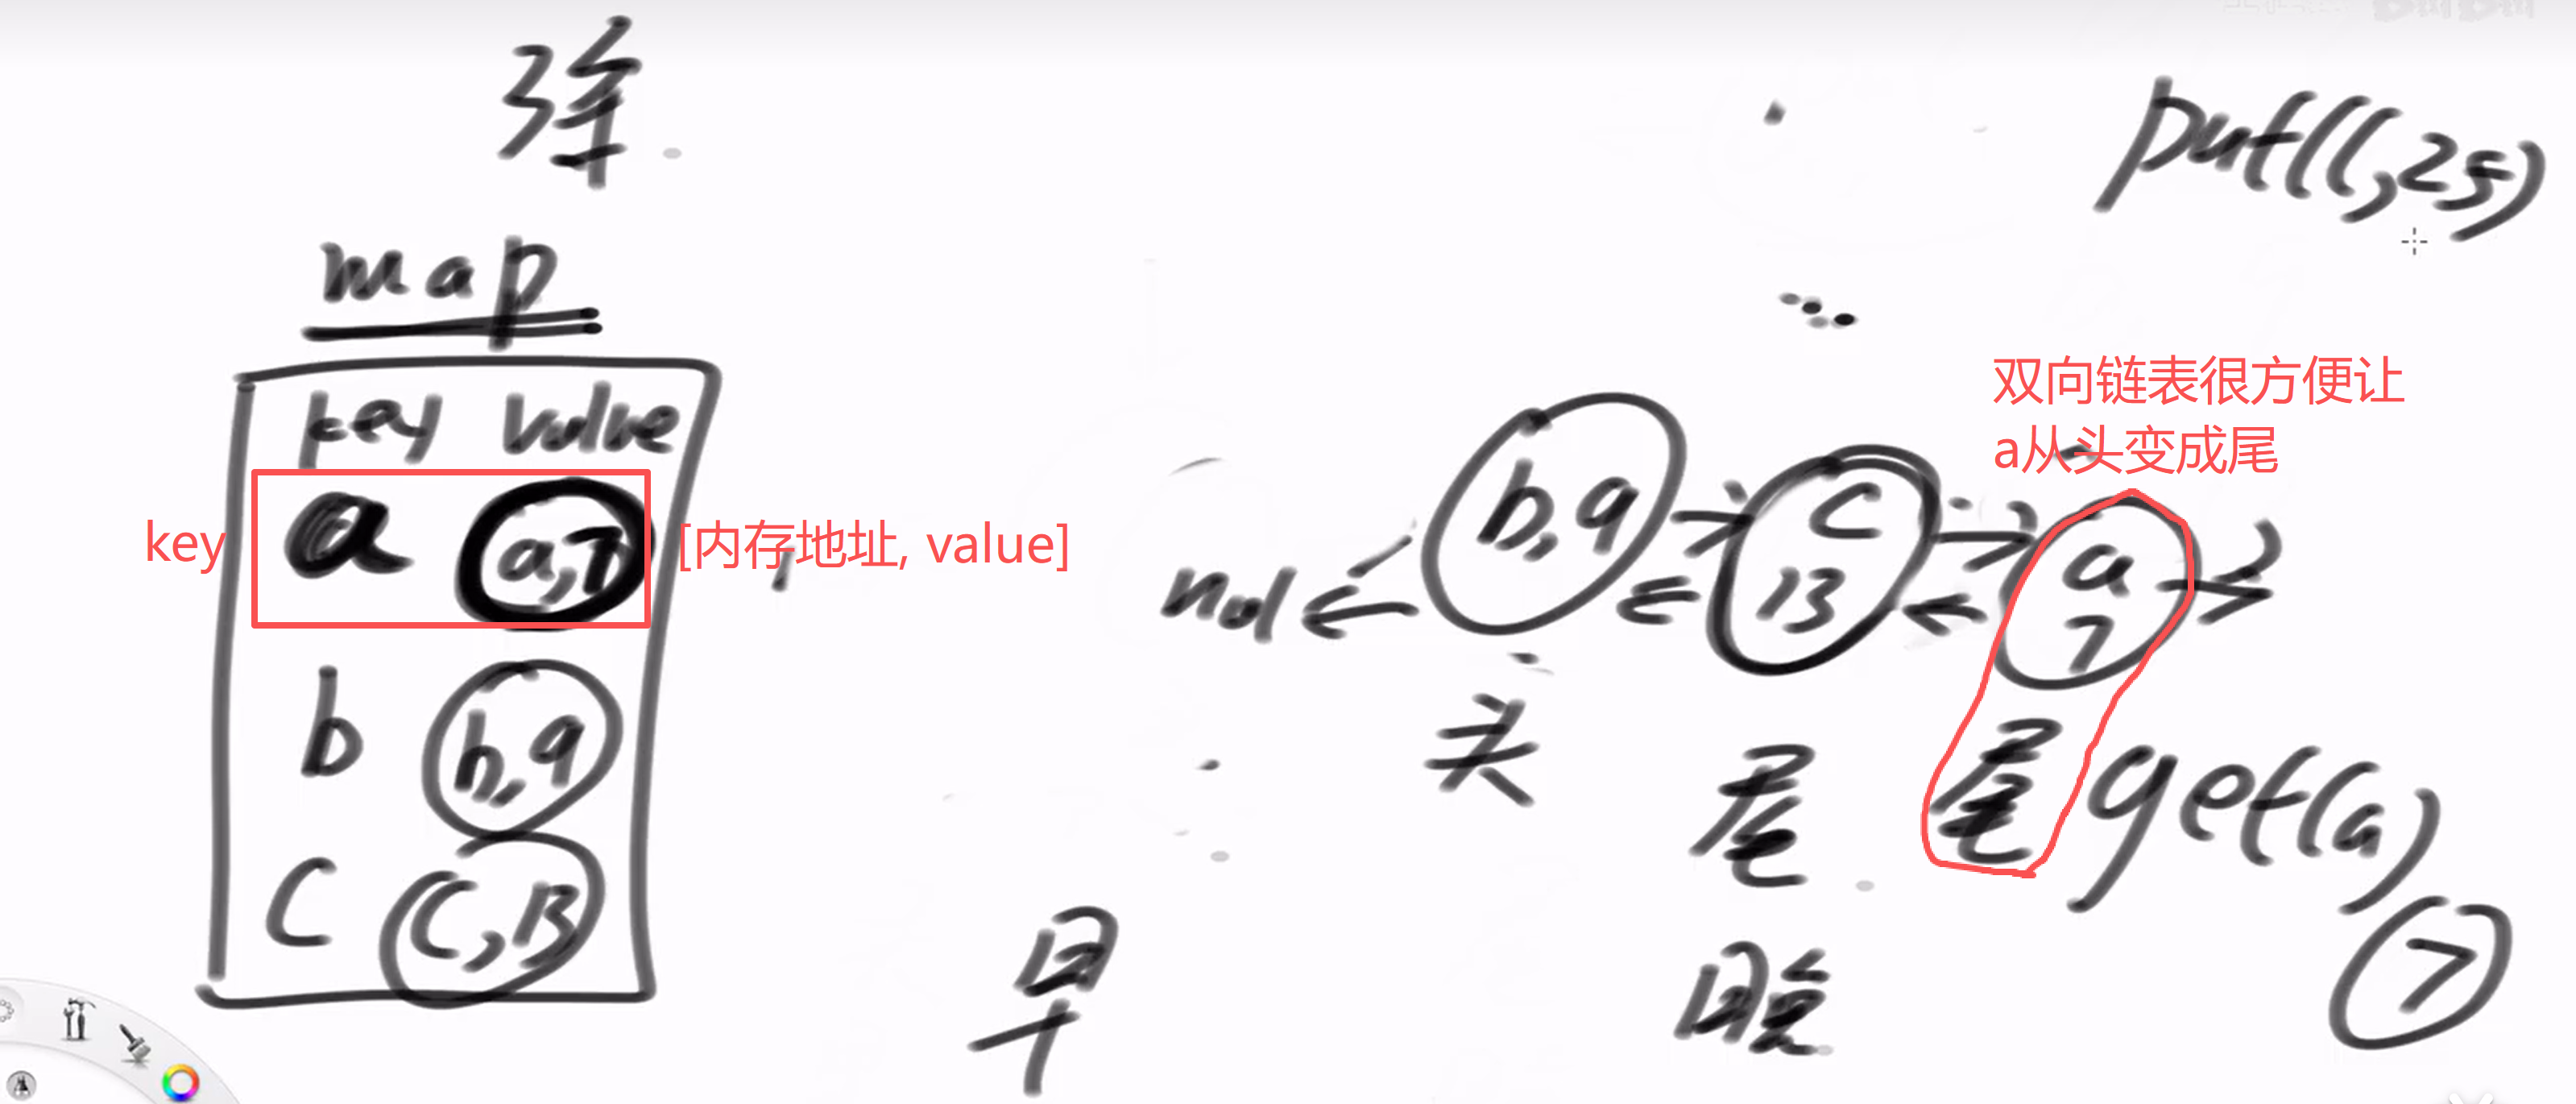 put(c,25)
map
key value
a a,7
key
[内存地址, value]
b b,9
c c,13
双向链表很方便让
a从头变成尾
null
b,9
c
13
a
7
头
尾
尾
get(a)
7
早
晚